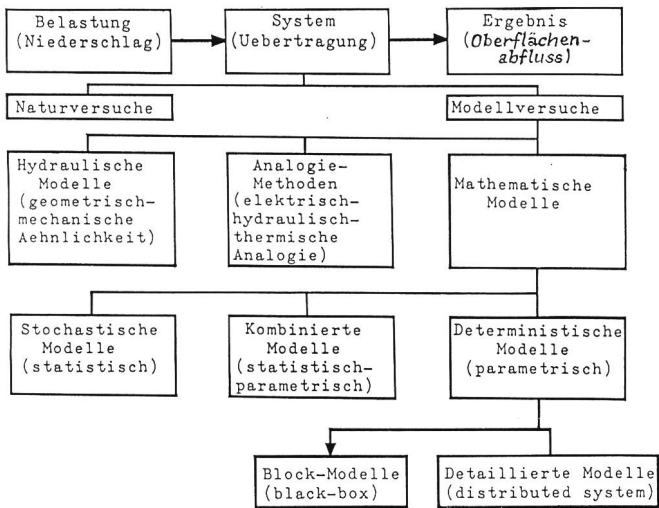 Belastung
(Niederschlag)
System
(Uebertragung)
Ergebnis
(Oberflächen-
abfluss)
Naturversuche
Modellversuche
Hydraulische
Modelle
(geometrisch-
mechanische
Aehnlichkeit)
Analogie-
Methoden
(elektrisch-
hydraulisch-
thermische
Analogie)
Mathematische
Modelle
Stochastische
Modelle
(statistisch)
Kombinierte
Modelle
(statistisch-
parametrisch)
Deterministische
Modelle
(parametrisch)
Block-Modelle
(black-box)
Detaillierte Modelle
(distributed system)